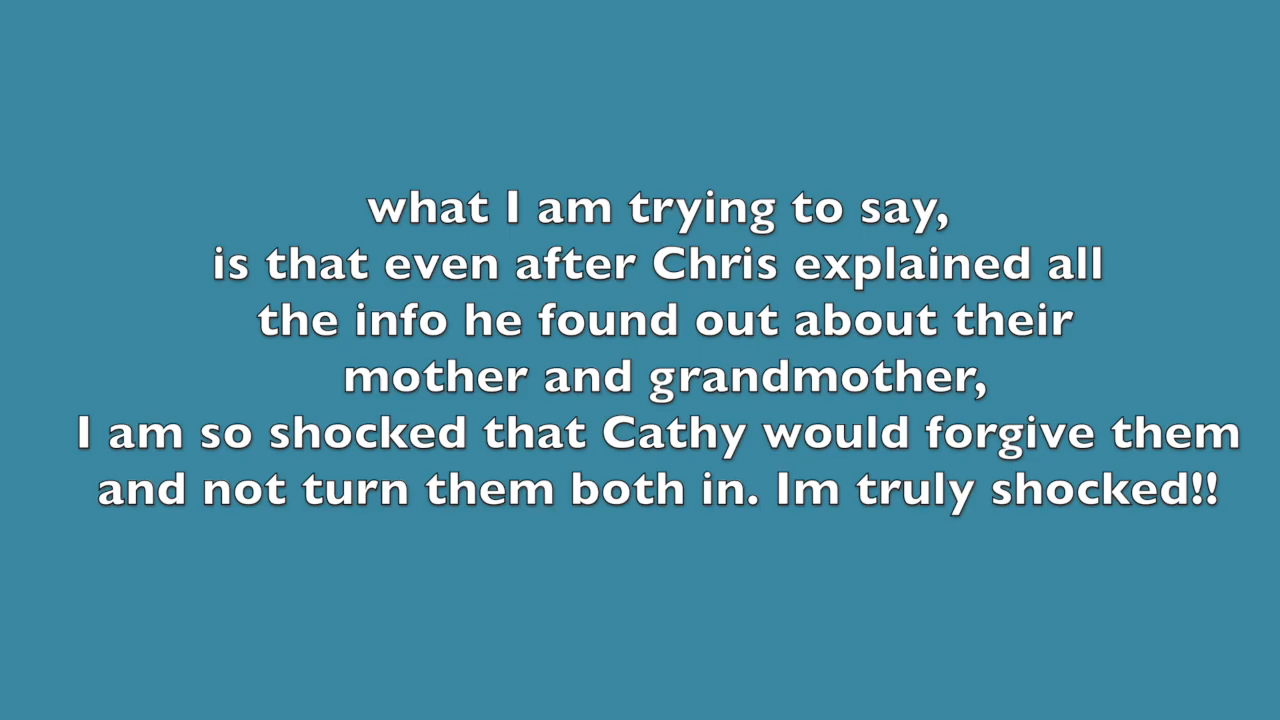 what I am trying to say,
is that even after Chris explained all
the info he found out about their
mother and grandmother,
I am so shocked that Cathy would forgive them
and not turn them both in. Im truly shocked!!